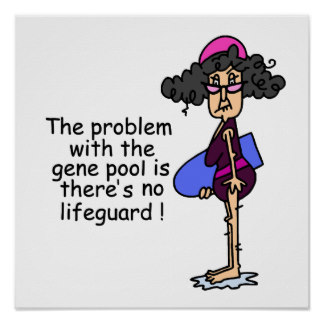 The problem
with the
gene pool is
there's no
lifeguard !